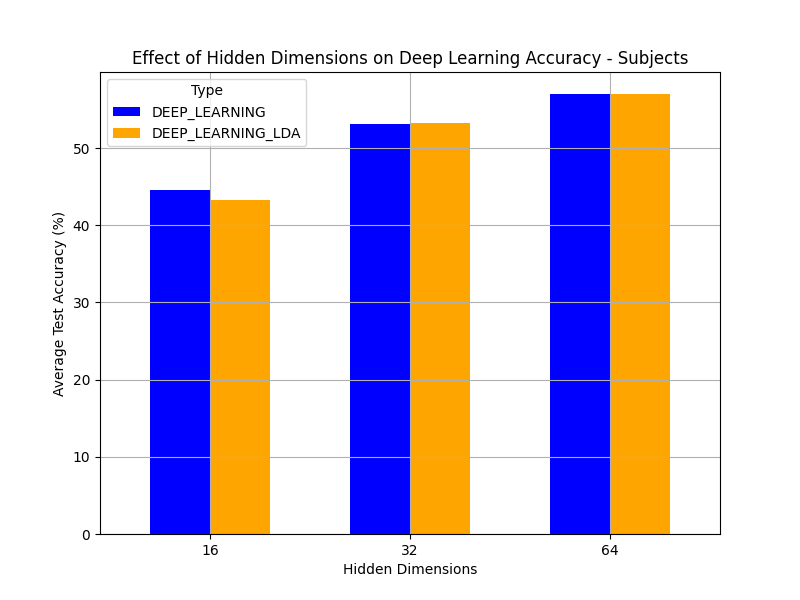 Effect of Hidden Dimensions on Deep Learning Accuracy - Subjects
Type
DEEP_LEARNING
DEEP_LEARNING_LDA
Average Test Accuracy (%)
50
40
30
20
10
0
16
32
64
Hidden Dimensions